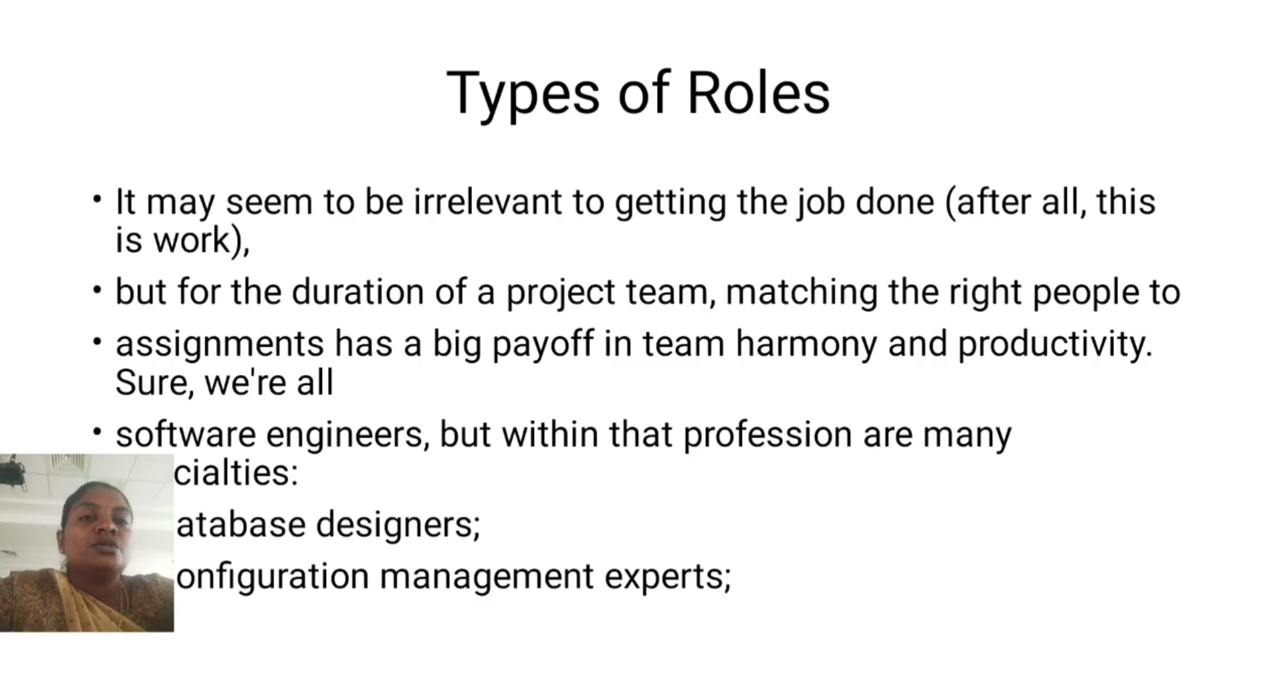 Types of Roles
• It may seem to be irrelevant to getting the job done (after all, this
is work),
• but for the duration of a project team, matching the right people to
• assignments has a big payoff in team harmony and productivity.
Sure, we're all
• software engineers, but within that profession are many
cialties:
atabase designers;
onfiguration management experts;